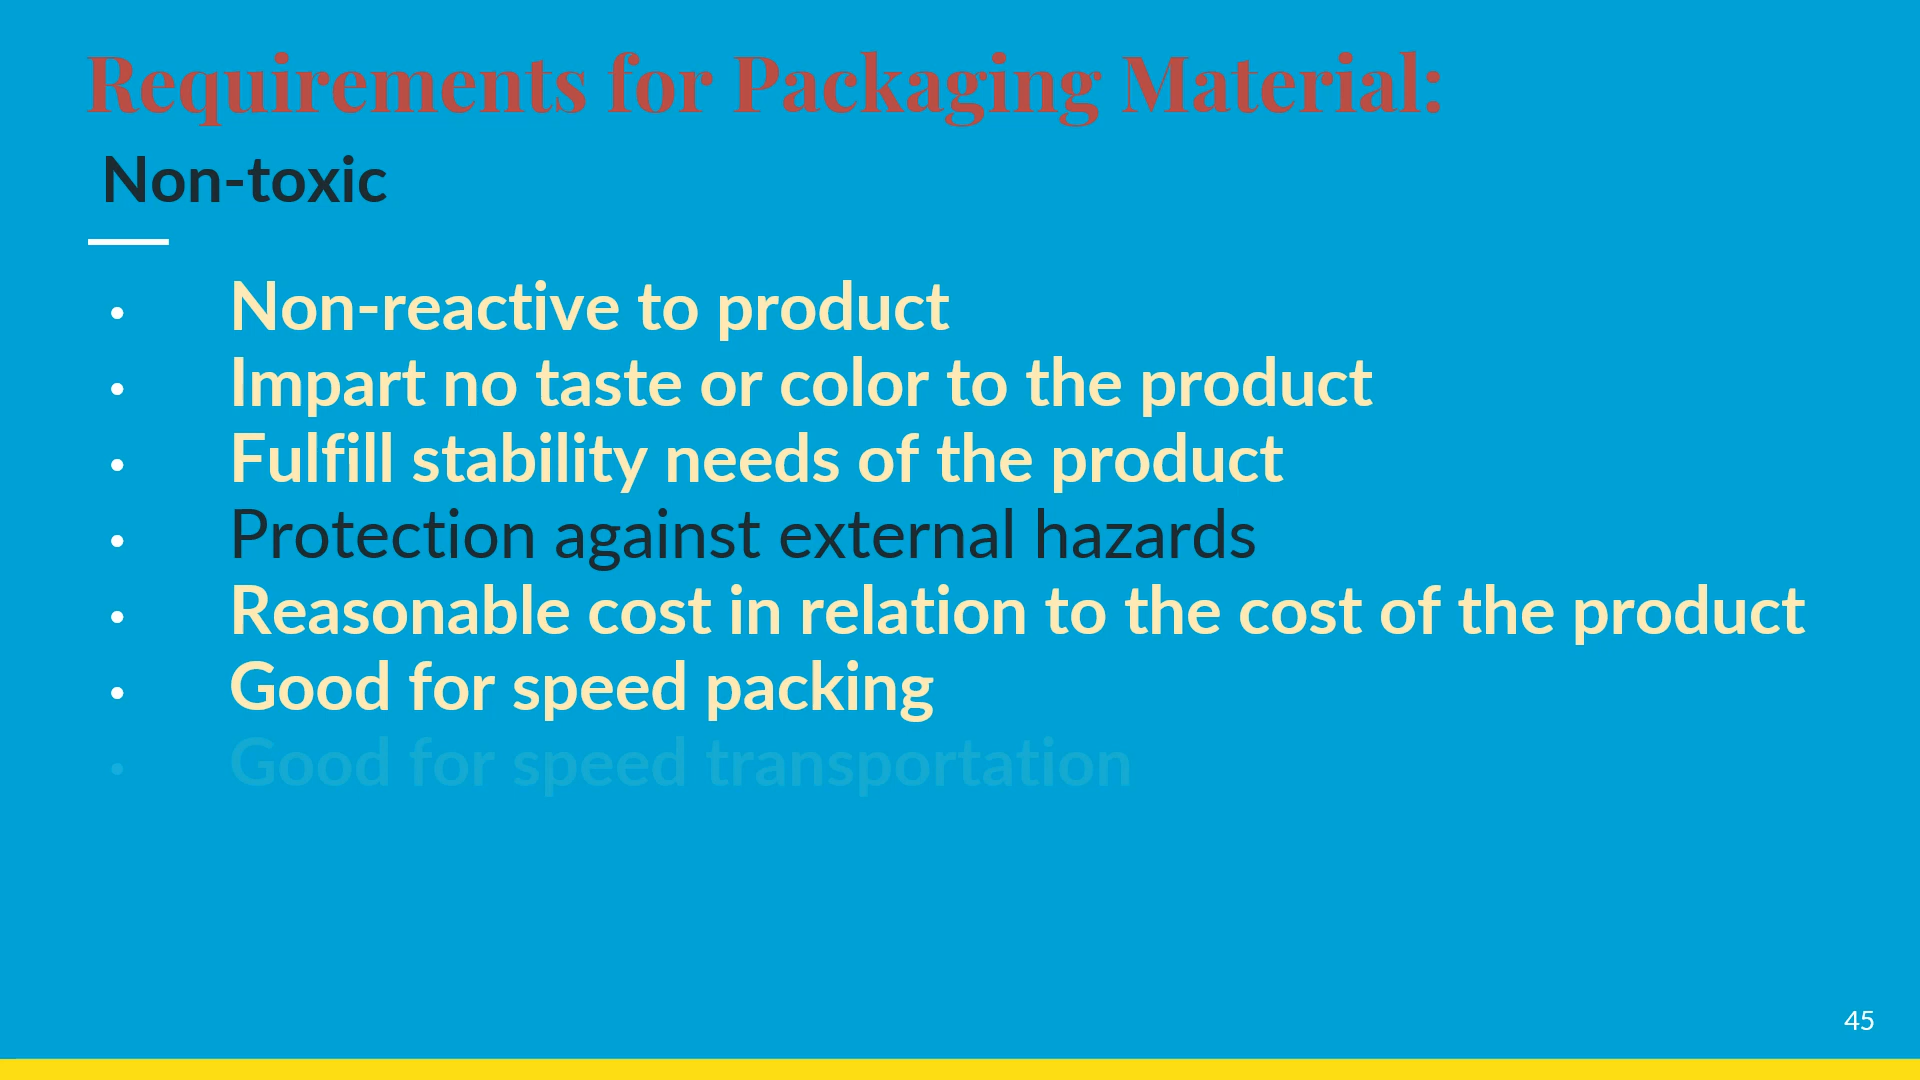 Requirements for Packaging Material:
Non-toxic
• Non-reactive to product
• Impart no taste or color to the product
• Fulfill stability needs of the product
• Protection against external hazards
• Reasonable cost in relation to the cost of the product
• Good for speed packing
• Good for speed transportation
45